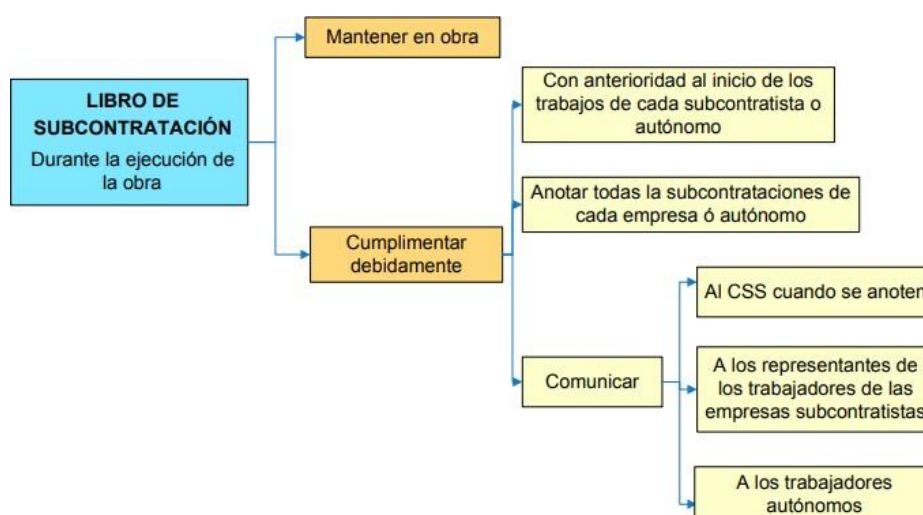 Mantener en obra
LIBRO DE
SUBCONTRATACIÓN
Durante la ejecución de
la obra
Con anterioridad al inicio de los
trabajos de cada subcontratista o
autónomo
Anotar todas la subcontrataciones de
cada empresa ó autónomo
Cumplimentar
debidamente
Al CSS cuando se anoten
Comunicar
A los representantes de
los trabajadores de las
empresas subcontratistas
A los trabajadores
autónomos